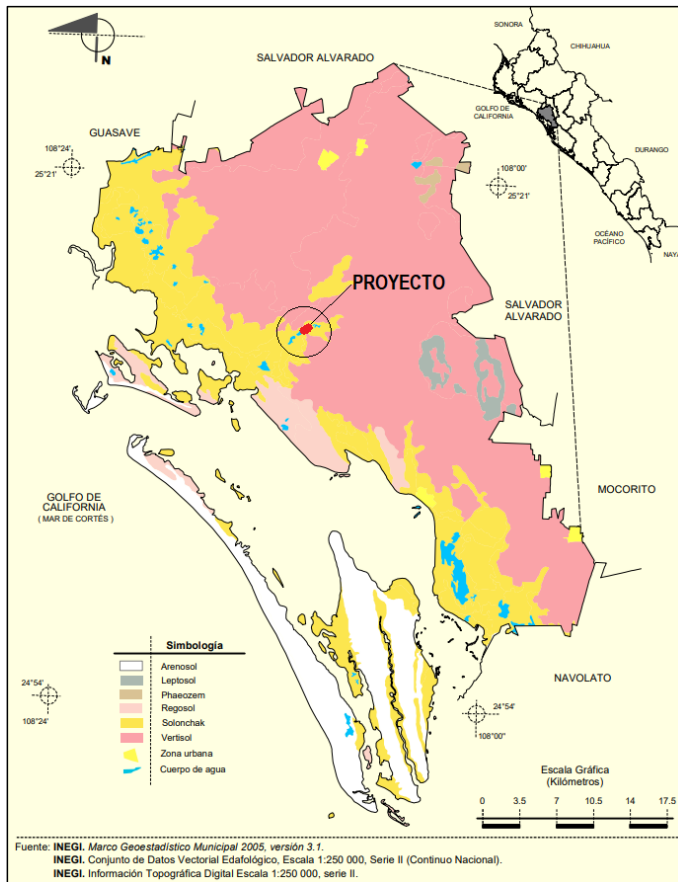 N
SONORA
CHIHUAHUA
SALVADOR ALVARADO
GOLFO DE
CALIFORNIA
DURANGO
GUASAVE
108°24'
25°21'
108°00'
25°21'
OCÉANO
PACÍFICO
NAYA
PROYECTO
SALVADOR
ALVARADO
MOCORITO
GOLFO DE
CALIFORNIA
( MAR DE CORTÉS )
Simbología
Arenosol
Leptosol
Phaeozem
Regosol
Solonchak
Vertisol
Zona urbana
Cuerpo de agua
24°54'
108°24'
NAVOLATO
24°54'
108°00'
Escala Gráfica
(Kilómetros)
0 3.5 7 10.5 14 17.5
Fuente: INEGI. Marco Geoestadístico Municipal 2005, versión 3.1.
INEGI. Conjunto de Datos Vectorial Edafológico, Escala 1:250 000, Serie II (Continuo Nacional).
INEGI. Información Topográfica Digital Escala 1:250 000, serie II.